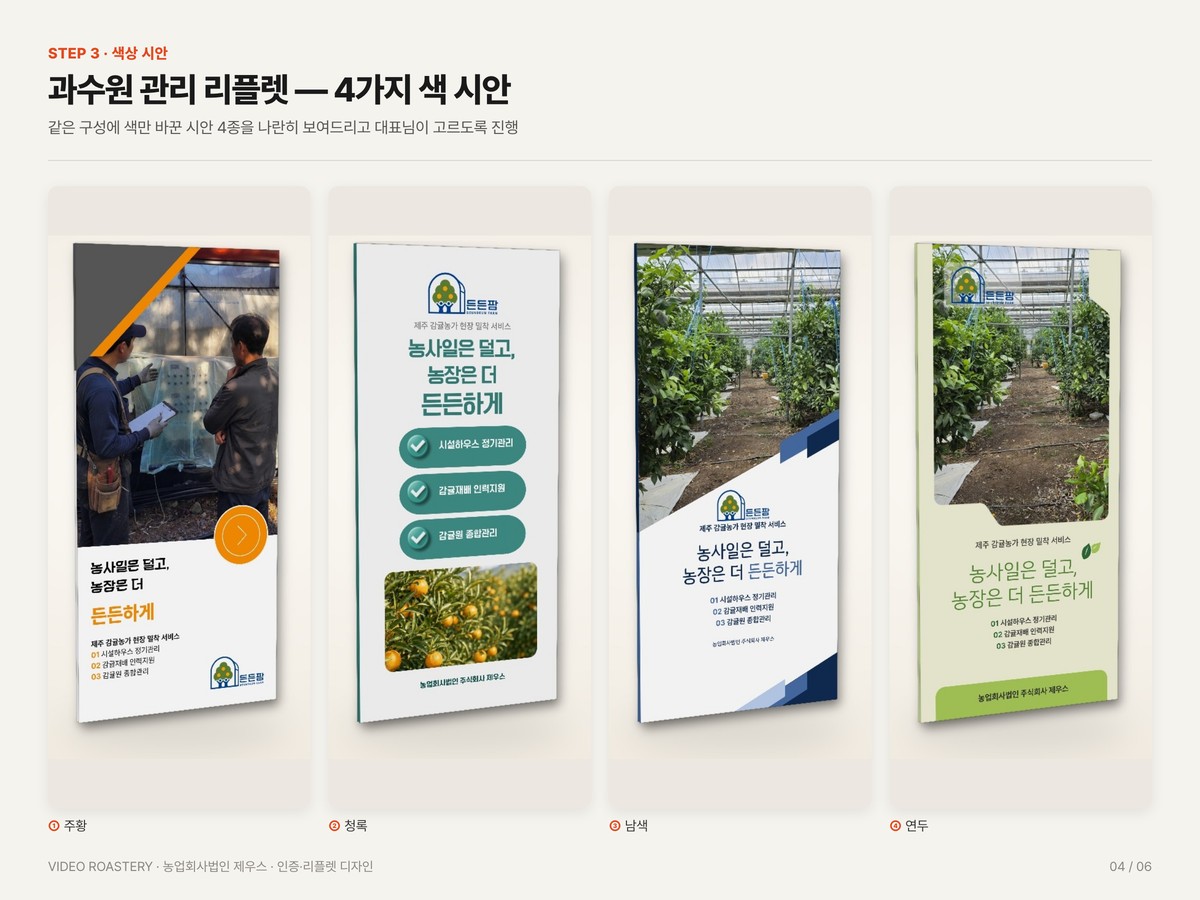 STEP 3 · 색상 시안
과수원 관리 리플렛 — 4가지 색 시안
같은 구성에 색만 바꾼 시안 4종을 나란히 보여드리고 대표님이 고르도록 진행
농사일은 덜고,
농장은 더
든든하게
제주 감귤농가 현장 밀착 서비스
01 시설하우스 정기관리
02 감귤재배 인력지원
03 감귤원 종합관리
든든팜
든든팜
제주 감귤농가 현장 밀착 서비스
농사일은 덜고,
농장은 더
든든하게
시설하우스 정기관리
감귤재배 인력지원
감귤원 종합관리
농업회사법인 주식회사 제우스
든든팜
제주 감귤농가 현장 밀착 서비스
농사일은 덜고,
농장은 더 든든하게
01 시설하우스 정기관리
02 감귤재배 인력지원
03 감귤원 종합관리
농업회사법인 주식회사 제우스
든든팜
제주 감귤농가 현장 밀착 서비스
농사일은 덜고,
농장은 더 든든하게
01 시설하우스 정기관리
02 감귤재배 인력지원
03 감귤원 종합관리
농업회사법인 주식회사 제우스
① 주황
② 청록
③ 남색
④ 연두
VIDEO ROASTERY · 농업회사법인 제우스 · 인증·리플렛 디자인
04 / 06